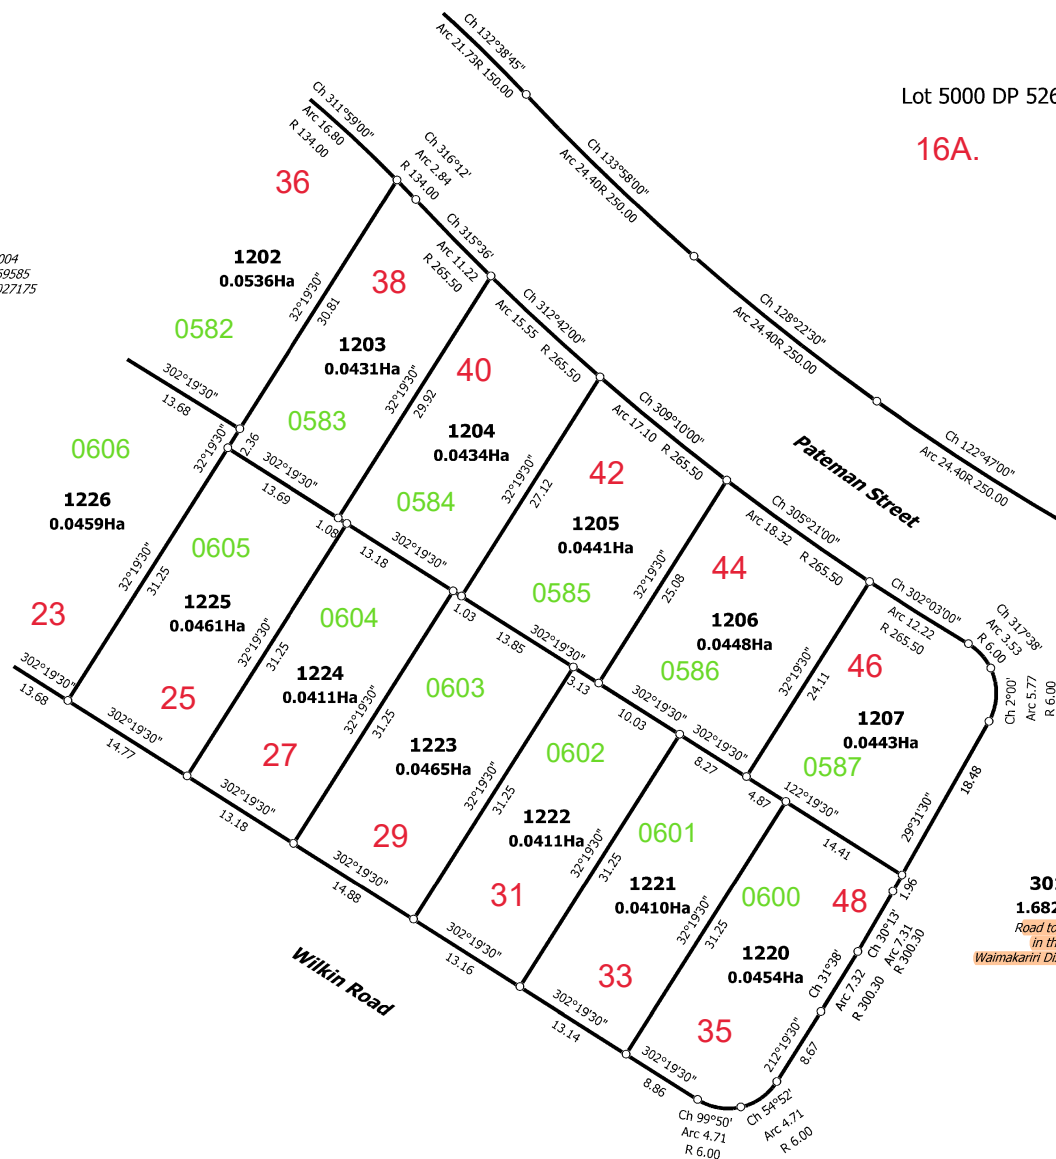 Ch 132°38'45"
Arc 21.73R 150.00
Lot 5000 DP 526
16A.
Ch 311°59'00"
Arc 16.80
R 134.00
Ch 316°12'
Arc 2.84
R 134.00
Ch 133°58'00"
Arc 24.40R 250.00
36
Ch 315°36'
Arc 11.22
R 265.50
004
59585
027175
1202
0.0536Ha
38
32°19'30"
30.81
Ch 312°42'00"
Arc 15.55 R 265.50
Ch 128°22'30"
Arc 24.40R 250.00
0582
1203
0.0431Ha
40
302°19'30"
13.68
32°19'30"
29.92
0583
Ch 309°10'00"
Arc 17.10 R 265.50
Ch 122°47'00"
Arc 24.40R 250.00
Pateman Street
1204
0.0434Ha
32°19'30"
2.36
0606
302°19'30"
13.69
42
32°19'30"
27.12
1226
0.0459Ha
0584
Ch 305°21'00"
Arc 18.32 R 265.50
1205
0.0441Ha
1.08
302°19'30"
13.18
0605
32°19'30"
31.25
44
32°19'30"
25.08
0585
1225
0.0461Ha
23
0604
1.03
Ch 302°03'00"
Arc 12.22
R 265.50
Ch 317°38'
Arc 3.53
R 6.00
1206
0.0448Ha
302°19'30"
13.85
32°19'30"
31.25
302°19'30"
13.68
0586
32°19'30"
24.11
46
1224
0.0411Ha
25
0603
3.13
Ch 2°00'
Arc 5.77
R 6.00
302°19'30"
10.03
1207
0.0443Ha
302°19'30"
14.77
27
32°19'30"
31.25
1223
0.0465Ha
0602
302°19'30"
8.27
0587
4.87
18.48
29°31'30"
122°19'30"
14.41
302°19'30"
13.18
32°19'30"
31.25
29
1222
0.0411Ha
0601
302°19'30"
14.88
32°19'30"
31.25
31
1221
0.0410Ha
0600
48
1.96
30
1.682
Road to
in th
Waimakariri Di
Ch 30°13'
Arc 7.31
R 300.30
32°19'30"
31.25
1220
0.0454Ha
302°19'30"
13.16
33
Ch 31°38'
Arc 7.32
R 300.30
Wilkin Road
302°19'30"
13.14
35
212°19'30"
8.67
302°19'30"
8.86
Ch 99°50'
Arc 4.71
R 6.00
Ch 54°52'
Arc 4.71
R 6.00